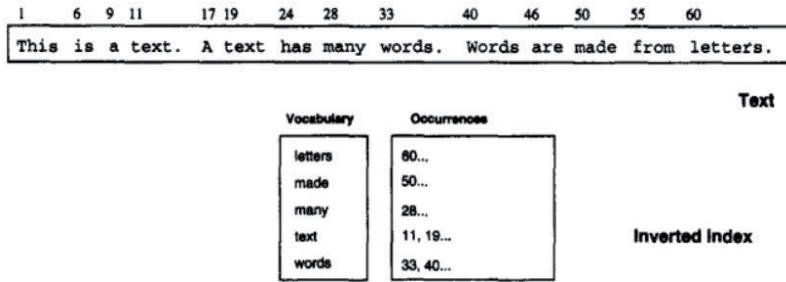 1 6 9 11 17 19 24 28 33 40 46 50 55 60
This is a text. A text has many words. Words are made from letters.
Text
Vocabulary Occurrences
letters 60...
made 50...
many 28...
text 11, 19...
words 33, 40...
Inverted Index